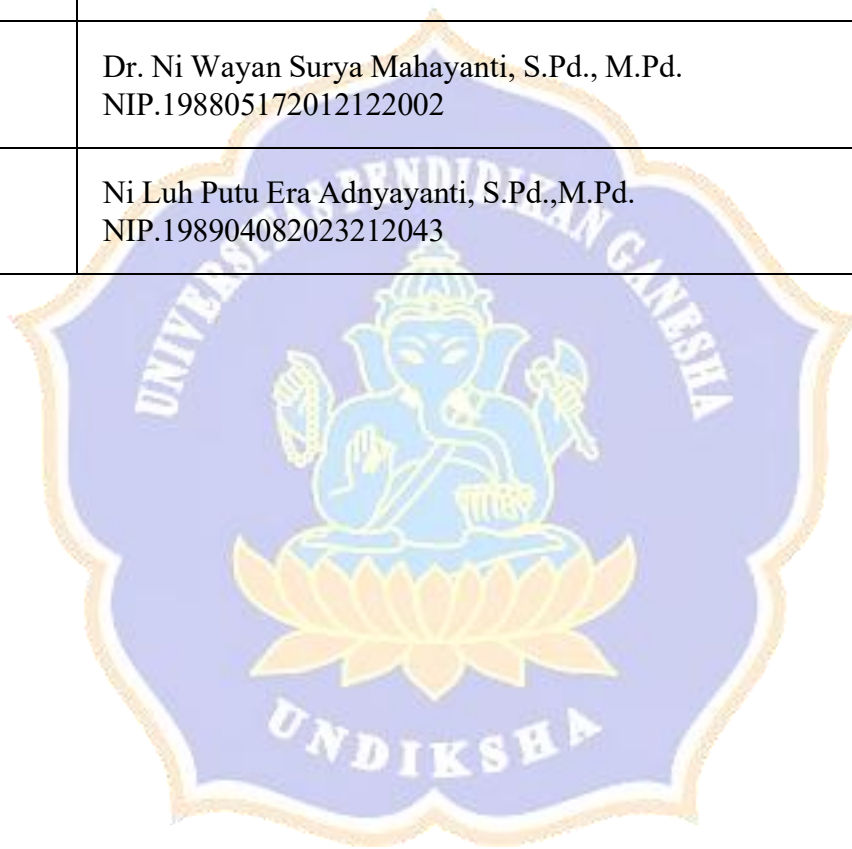 Dr. Ni Wayan Surya Mahayanti, S.Pd., M.Pd.
NIP.198805172012122002
Ni Luh Putu Era Adnyayanti, S.Pd.,M.Pd.
NIP.198904082023212043
UNIVERSITAS PENDIDIKAN GANESHA
UNDIKSHA